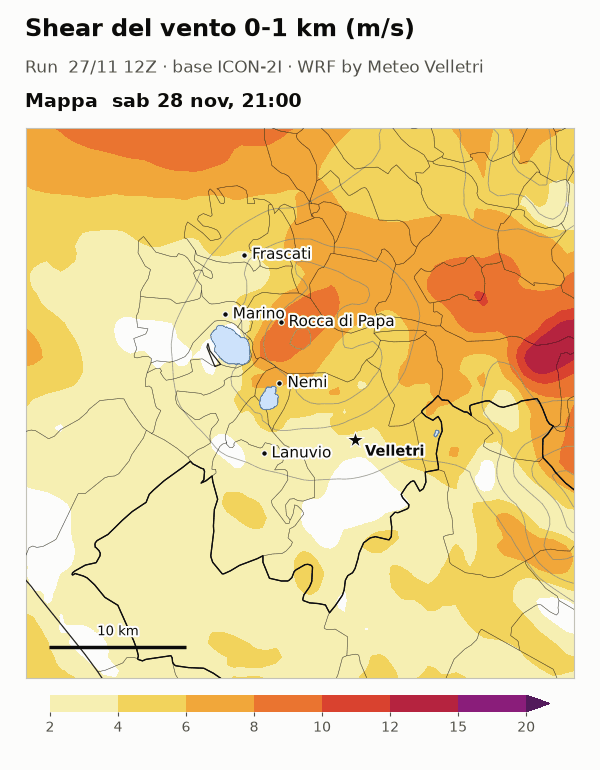 Shear del vento 0-1 km (m/s)
Run  27/11 12Z · base ICON-2I · WRF by Meteo Velletri
Mappa  sab 28 nov, 21:00
Frascati
Marino
Rocca di Papa
Nemi
Velletri
Lanuvio
10 km
2 4 6 8 10 12 15 20